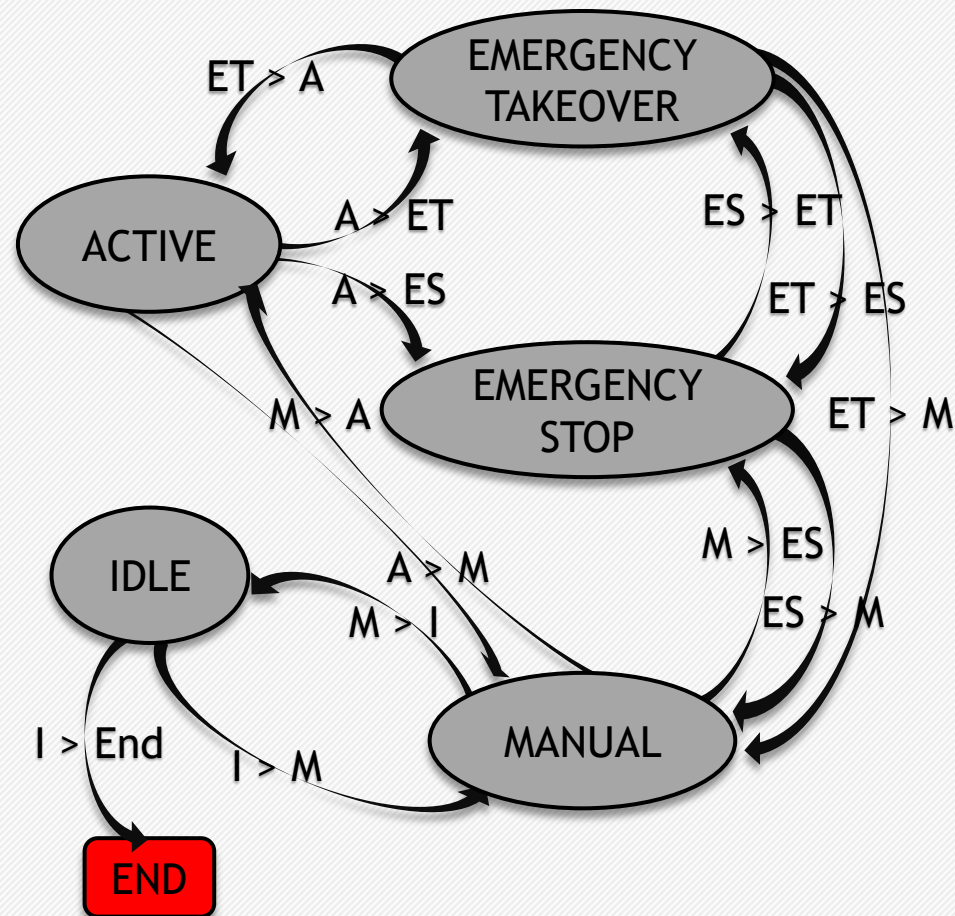 EMERGENCY
TAKEOVER
ET > A
A > ET
ES > ET
ACTIVE
A > ES
ET > ES
EMERGENCY
STOP
M > A
ET > M
M > ES
IDLE
A > M
M > I
ES > M
MANUAL
I > End
I > M
END